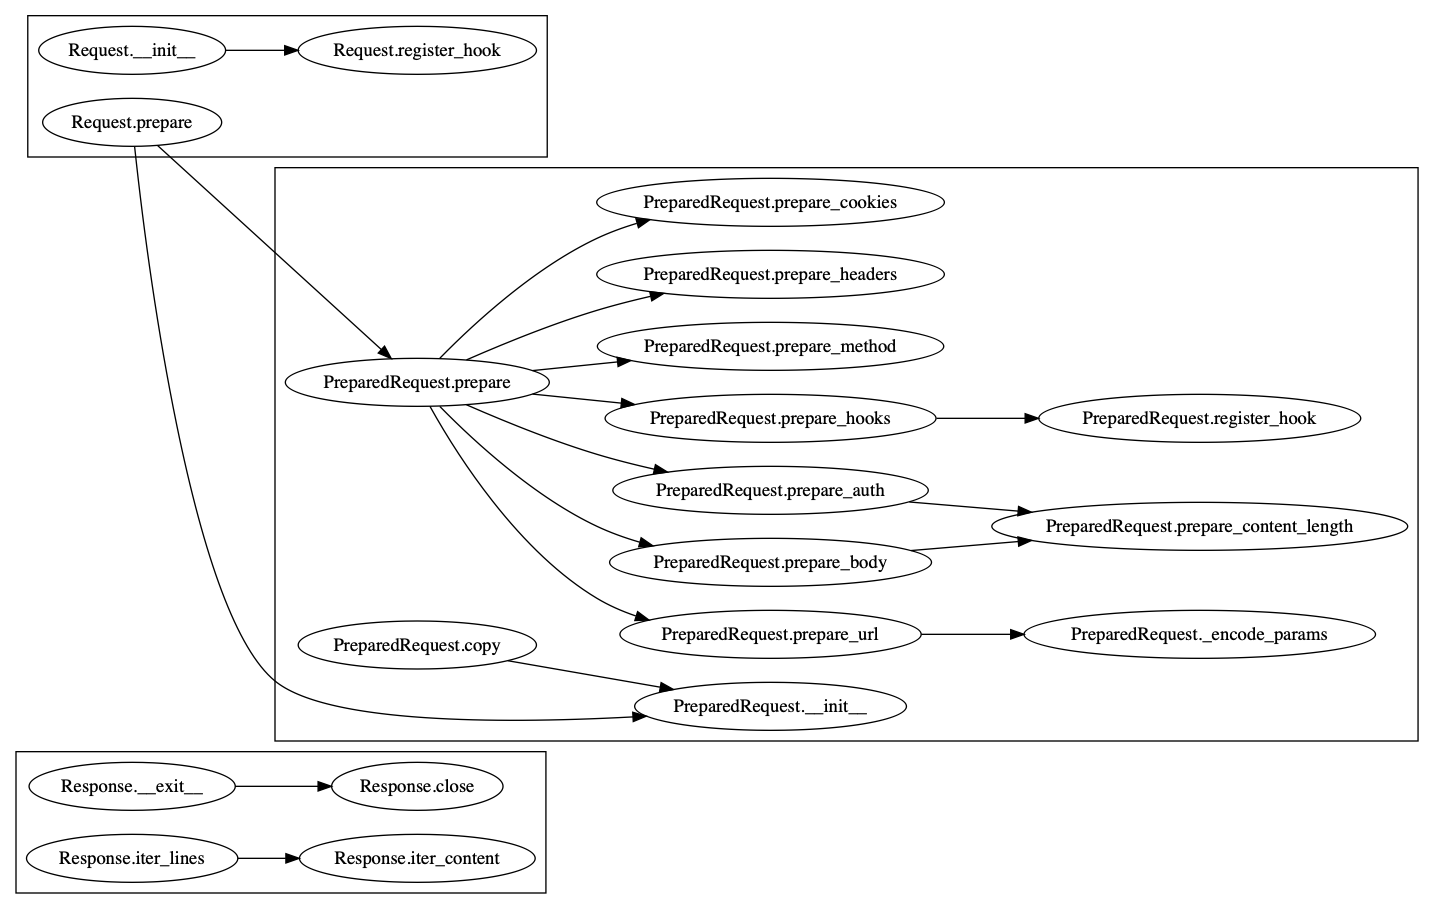 Request.__init__
Request.register_hook
Request.prepare
PreparedRequest.prepare_cookies
PreparedRequest.prepare_headers
PreparedRequest.prepare_method
PreparedRequest.prepare
PreparedRequest.prepare_hooks
PreparedRequest.register_hook
PreparedRequest.prepare_auth
PreparedRequest.prepare_content_length
PreparedRequest.prepare_body
PreparedRequest.prepare_url
PreparedRequest._encode_params
PreparedRequest.copy
PreparedRequest.__init__
Response.__exit__
Response.close
Response.iter_lines
Response.iter_content